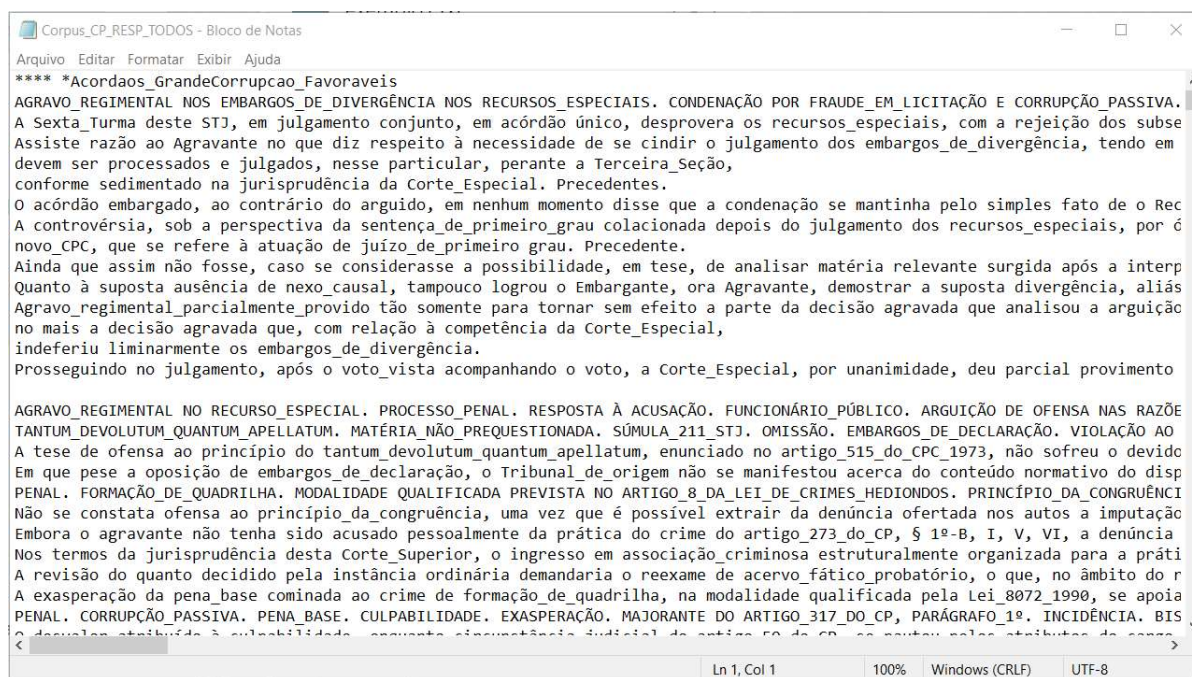 Corpus_CP_RESP_TODOS - Bloco de Notas
Arquivo Editar Formatar Exibir Ajuda
**** *Acordaos_GrandeCorrupcao_Favoraveis
AGRAVO_REGIMENTAL NOS EMBARGOS_DE_DIVERGÊNCIA NOS RECURSOS_ESPECIAIS. CONDENAÇÃO POR FRAUDE_EM_LICITAÇÃO E CORRUPÇÃO_PASSIVA.
A Sexta_Turma deste STJ, em julgamento conjunto, em acórdão único, desprovera os recursos_especiais, com a rejeição dos subse
Assiste razão ao Agravante no que diz respeito à necessidade de se cindir o julgamento dos embargos_de_divergência, tendo em
devem ser processados e julgados, nesse particular, perante a Terceira_Seção,
conforme sedimentado na jurisprudência da Corte_Especial. Precedentes.
O acórdão embargado, ao contrário do arguido, em nenhum momento disse que a condenação se mantinha pelo simples fato de o Rec
A controvérsia, sob a perspectiva da sentença_de_primeiro_grau colacionada depois do julgamento dos recursos_especiais, por ó
novo_CPC, que se refere à atuação de juízo_de_primeiro grau. Precedente.
Ainda que assim não fosse, caso se considerasse a possibilidade, em tese, de analisar matéria relevante surgida após a interp
Quanto à suposta ausência de nexo_causal, tampouco logrou o Embargante, ora Agravante, demostrar a suposta divergência, aliás
Agravo_regimental_parcialmente_provido tão somente para tornar sem efeito a parte da decisão agravada que analisou a arguição
no mais a decisão agravada que, com relação à competência da Corte_Especial,
indeferiu liminarmente os embargos_de_divergência.
Prosseguindo no julgamento, após o voto_vista acompanhando o voto, a Corte_Especial, por unanimidade, deu parcial provimento
AGRAVO_REGIMENTAL NO RECURSO_ESPECIAL. PROCESSO_PENAL. RESPOSTA À ACUSAÇÃO. FUNCIONÁRIO_PÚBLICO. ARGUIÇÃO DE OFENSA NAS RAZÕE
TANTUM_DEVOLUTUM_QUANTUM_APELLATUM. MATÉRIA_NÃO_PREQUESTIONADA. SÚMULA_211_STJ. OMISSÃO. EMBARGOS_DE_DECLARAÇÃO. VIOLAÇÃO AO
A tese de ofensa ao princípio do tantum_devolutum_quantum_apellatum, enunciado no artigo_515_do_CPC_1973, não sofreu o devido
Em que pese a oposição de embargos_de_declaração, o Tribunal_de_origem não se manifestou acerca do conteúdo normativo do disp
PENAL. FORMAÇÃO_DE_QUADRILHA. MODALIDADE QUALIFICADA PREVISTA NO ARTIGO_8_DA_LEI_DE_CRIMES_HEDIONDOS. PRINCÍPIO_DA_CONGRUÊNCI
Não se constata ofensa ao princípio_da_congruência, uma vez que é possível extrair da denúncia ofertada nos autos a imputação
Embora o agravante não tenha sido acusado pessoalmente da prática do crime do artigo_273_do_CP, § 1º-B, I, V, VI, a denúncia
Nos termos da jurisprudência desta Corte_Superior, o ingresso em associação_criminosa estruturalmente organizada para a práti
A revisão do quanto decidido pela instância ordinária demandaria o reexame de acervo_fático_probatório, o que, no âmbito do r
A exasperação da pena_base cominada ao crime de formação_de_quadrilha, na modalidade qualificada pela Lei_8072_1990, se apoia
PENAL. CORRUPÇÃO_PASSIVA. PENA_BASE. CULPABILIDADE. EXASPERAÇÃO. MAJORANTE DO ARTIGO_317_DO_CP, PARÁGRAFO_1º. INCIDÊNCIA. BIS
Ln 1, Col 1 100% Windows (CRLF) UTF-8